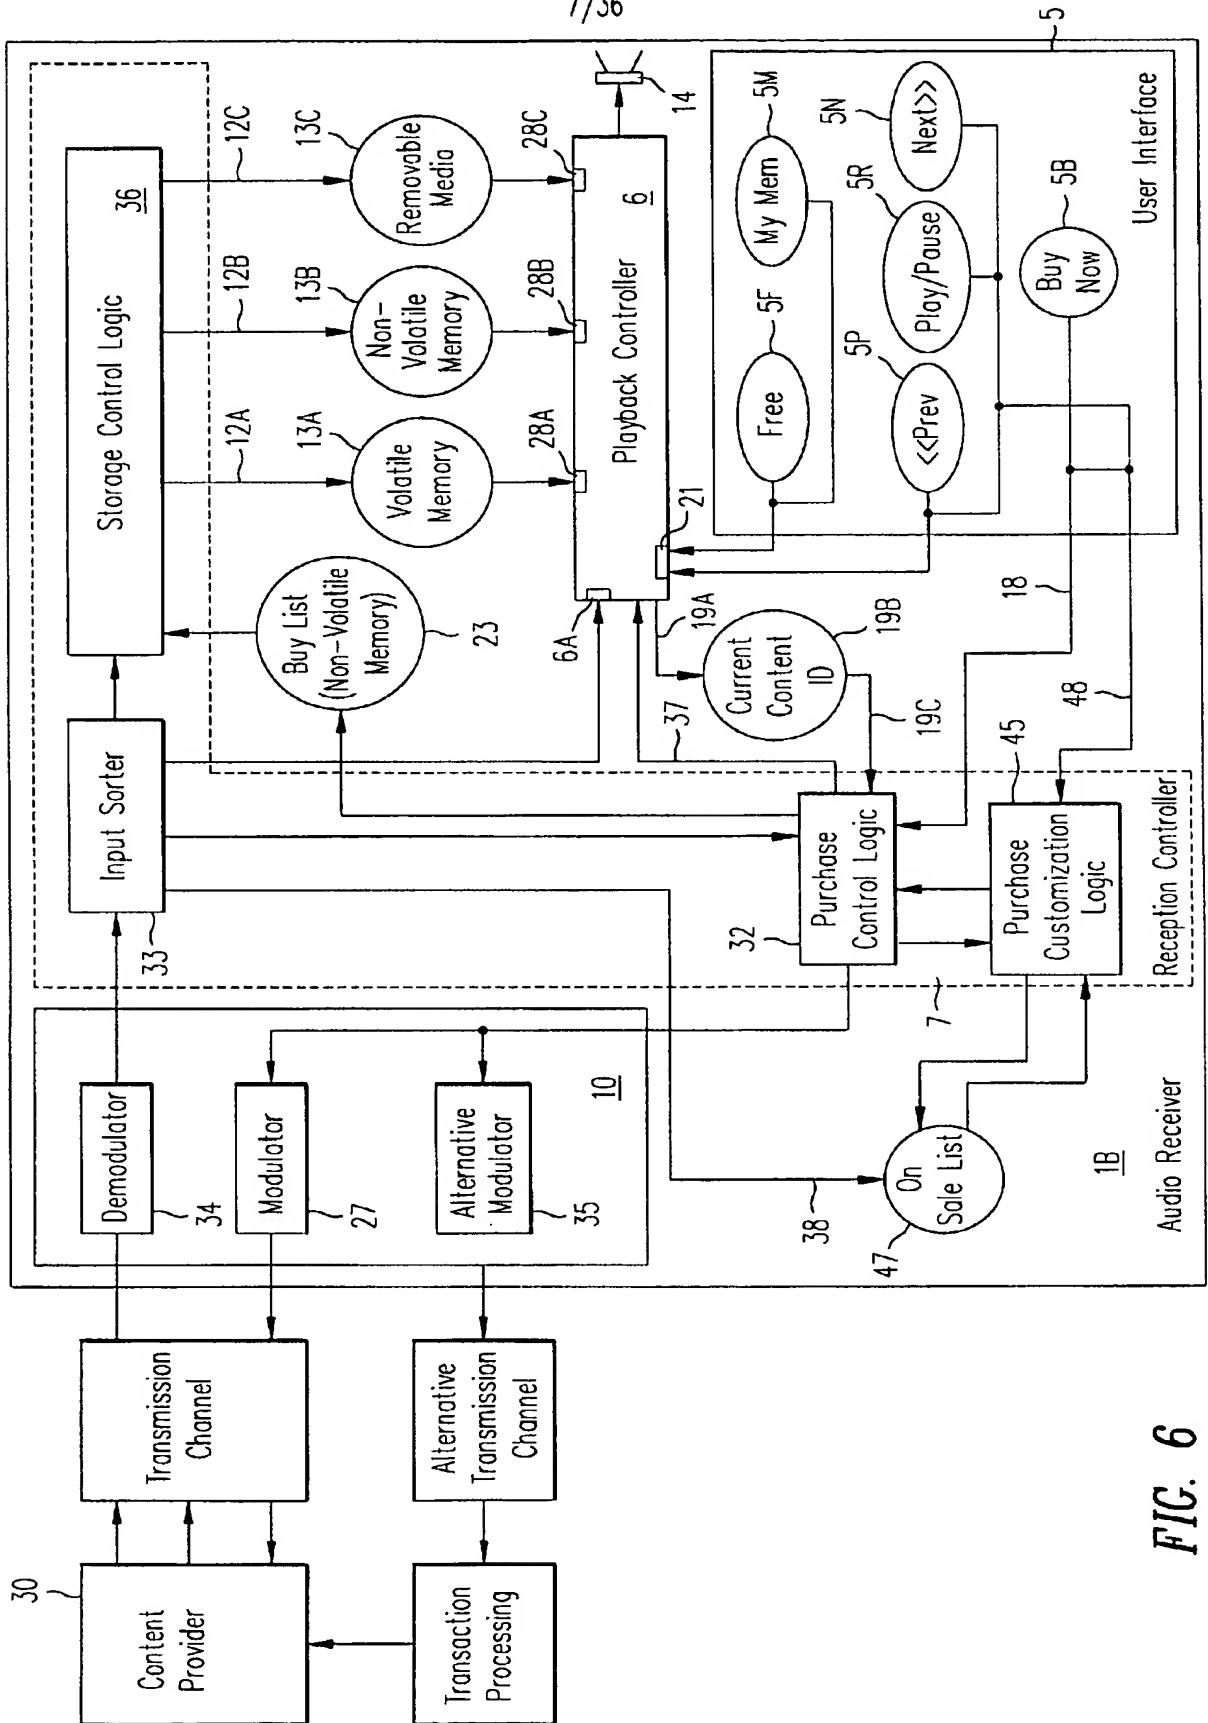 7/36
30
Content
Provider
Transmission
Channel
Transaction
Processing
Alternative
Transmission
Channel
Demodulator
34
Modulator
27
Alternative
Modulator
35
10
33
Input Sorter
Storage Control Logic
36
12A
12B
12C
Buy List
(Non-Volatile
Memory)
23
13A
Volatile
Memory
13B
Non-
Volatile
Memory
13C
Removable
Media
28A
28B
28C
6A
Playback Controller
6
14
21
19A
Current
Content
ID
19B
19C
37
32
Purchase
Control Logic
Purchase
Customization
Logic
45
7
Reception Controller
18
48
38
47
On
Sale List
1B
Audio Receiver
Free
5F
My Mem
5M
<<Prev
5P
Play/Pause
5R
Next>>
5N
Buy
Now
5B
User Interface
5
FIG. 6